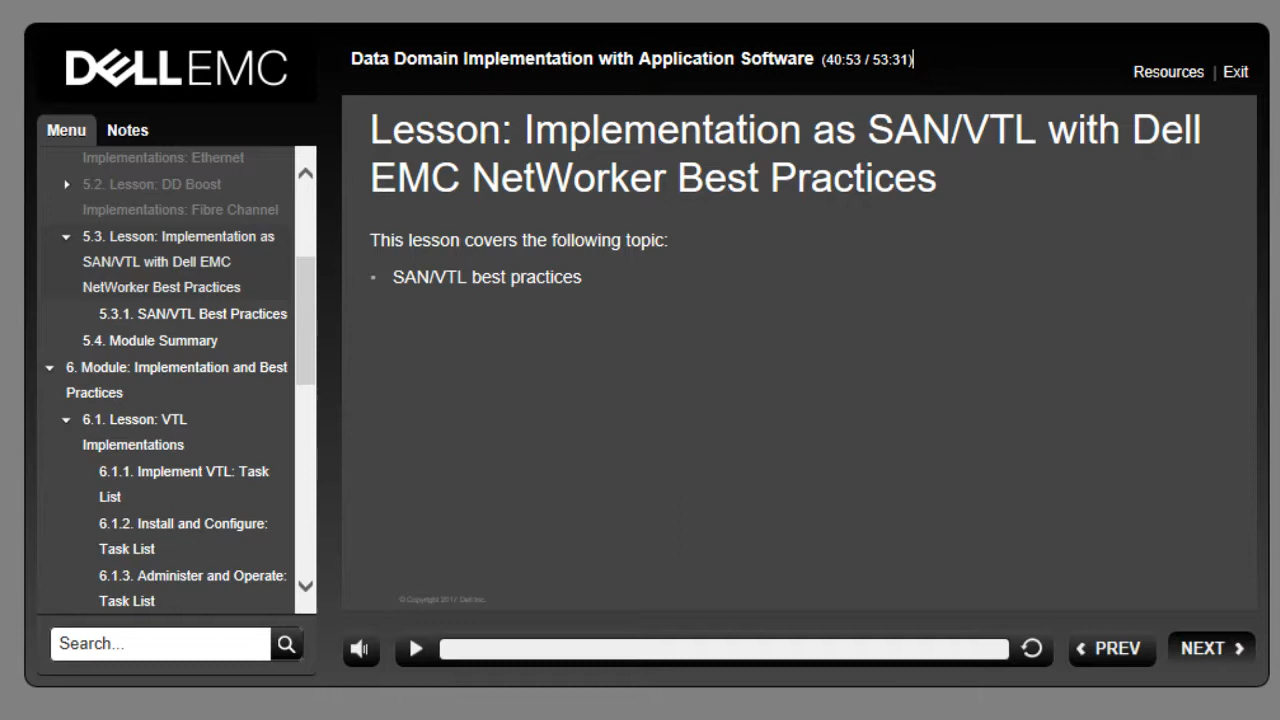 DELLEMC
Data Domain Implementation with Application Software (40:53 / 53:31)
Resources | Exit
Menu Notes
Implementations: Ethernet
5.2. Lesson: DD Boost
Implementations: Fibre Channel
5.3. Lesson: Implementation as
SAN/VTL with Dell EMC
NetWorker Best Practices
5.3.1. SAN/VTL Best Practices
5.4. Module Summary
6. Module: Implementation and Best
Practices
6.1. Lesson: VTL
Implementations
6.1.1. Implement VTL: Task
List
6.1.2. Install and Configure:
Task List
6.1.3. Administer and Operate:
Task List
Search...
Lesson: Implementation as SAN/VTL with Dell
EMC NetWorker Best Practices
This lesson covers the following topic:
• SAN/VTL best practices
© Copyright 2017 Dell Inc.
PREV
NEXT